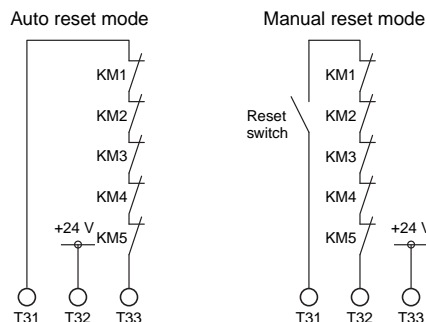 Auto reset mode
KM1
KM2
KM3
KM4
+24 V
KM5
T31 T32 T33
Manual reset mode
KM1
KM2
Reset
switch
KM3
KM4
+24 V
KM5
T31 T32 T33